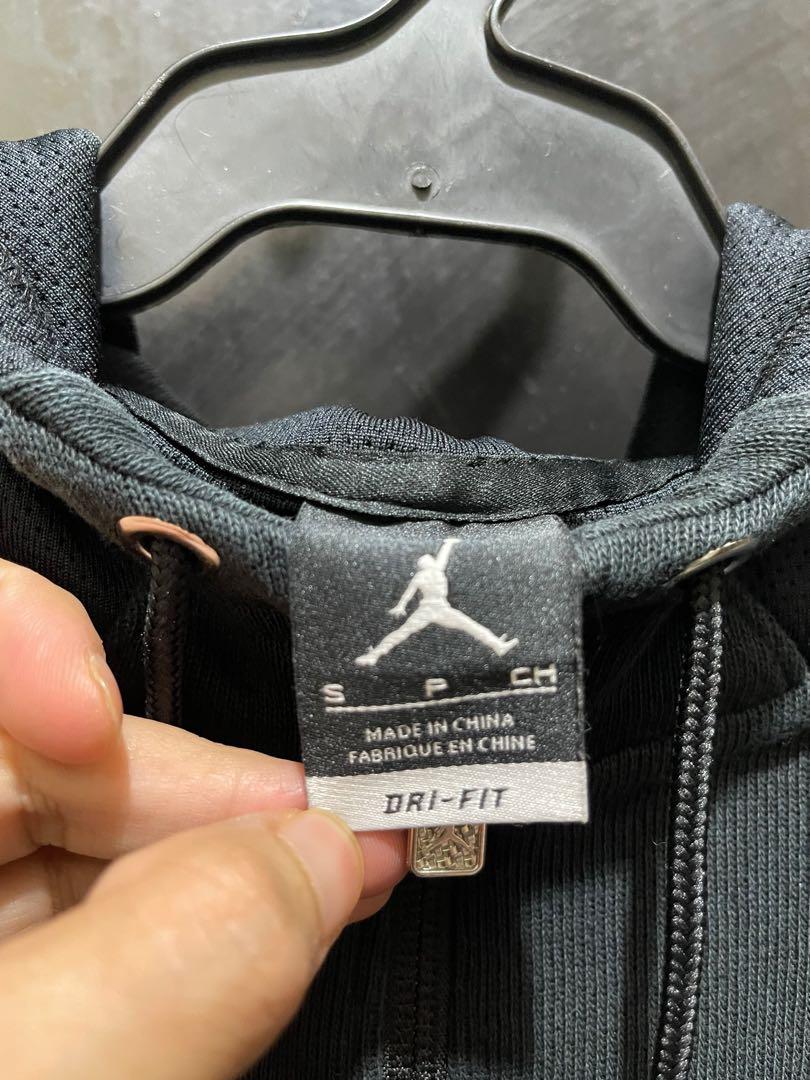 S P CH
MADE IN CHINA
FABRIQUE EN CHINE
DRI-FIT